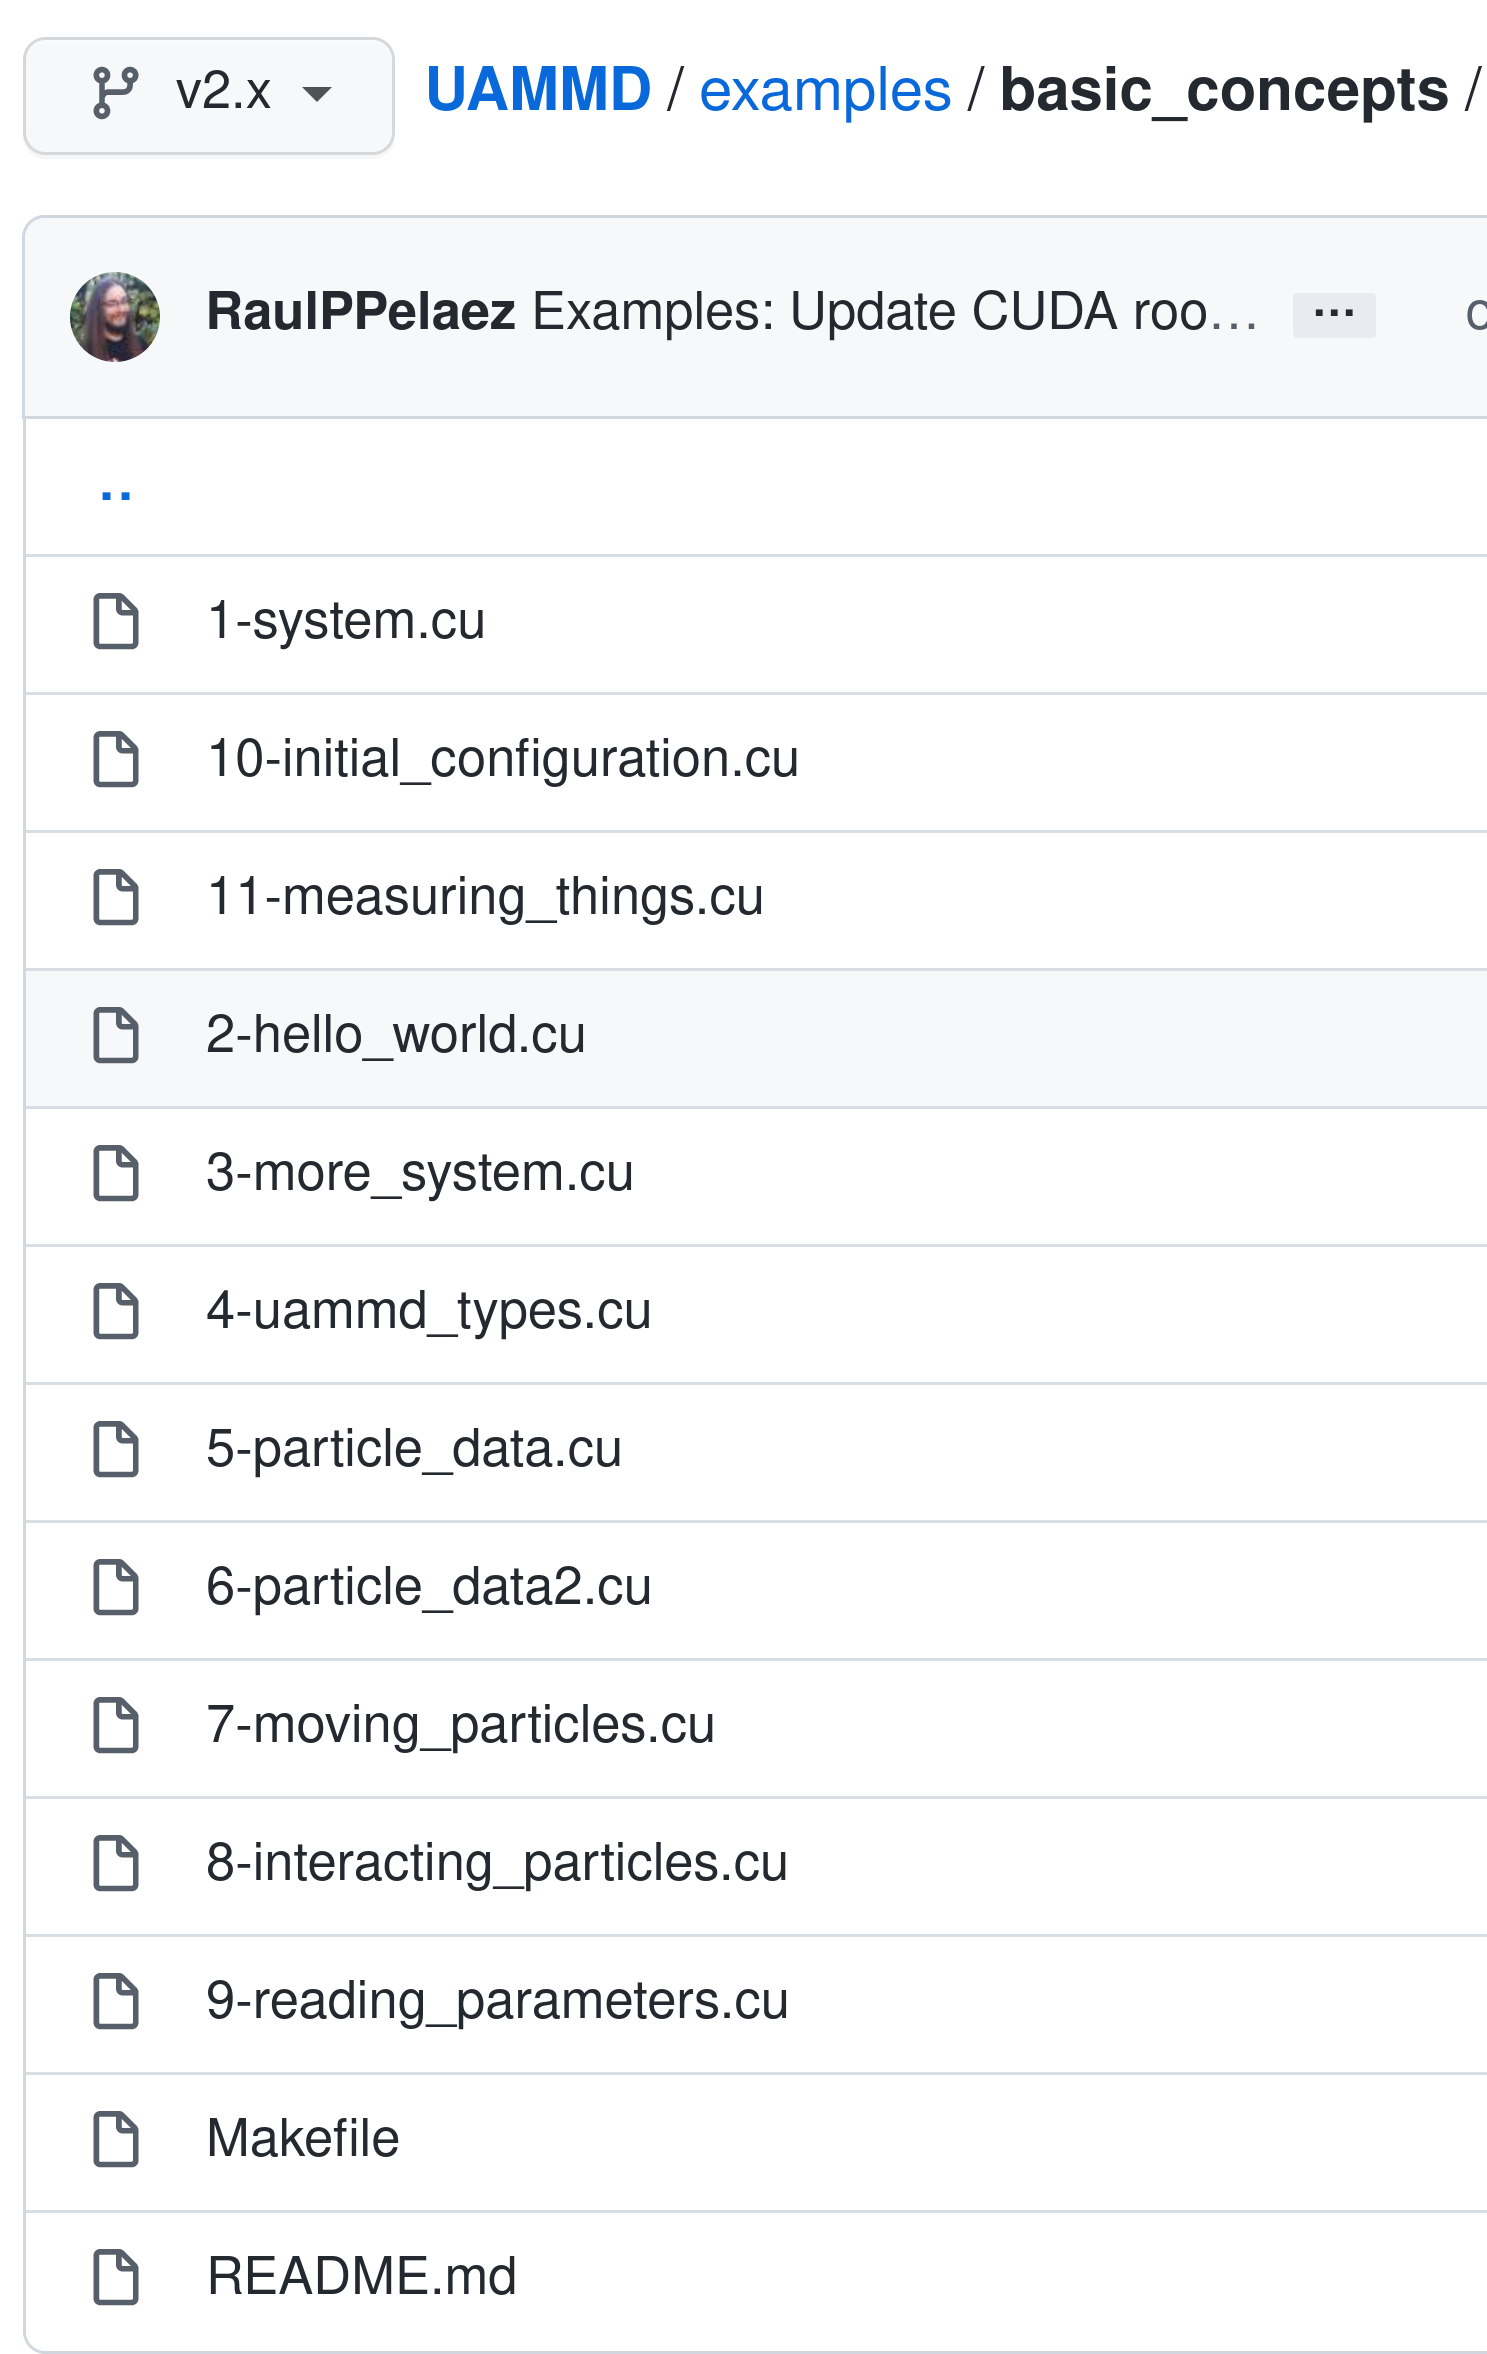 v2.x UAMMD / examples / basic_concepts /
RaulPPelaez Examples: Update CUDA roo… ...
..
1-system.cu
10-initial_configuration.cu
11-measuring_things.cu
2-hello_world.cu
3-more_system.cu
4-uammd_types.cu
5-particle_data.cu
6-particle_data2.cu
7-moving_particles.cu
8-interacting_particles.cu
9-reading_parameters.cu
Makefile
README.md